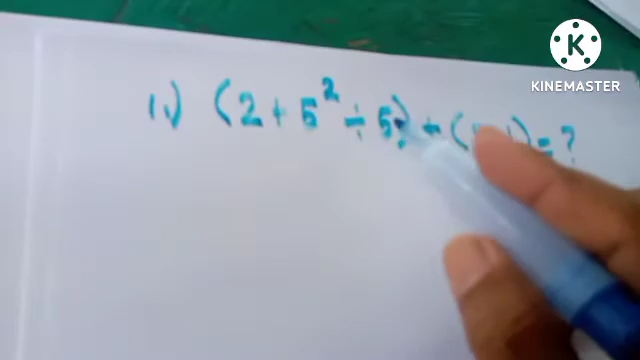 KINEMASTER
1.) (2 + 5² ÷ 5) + ( ) = ?